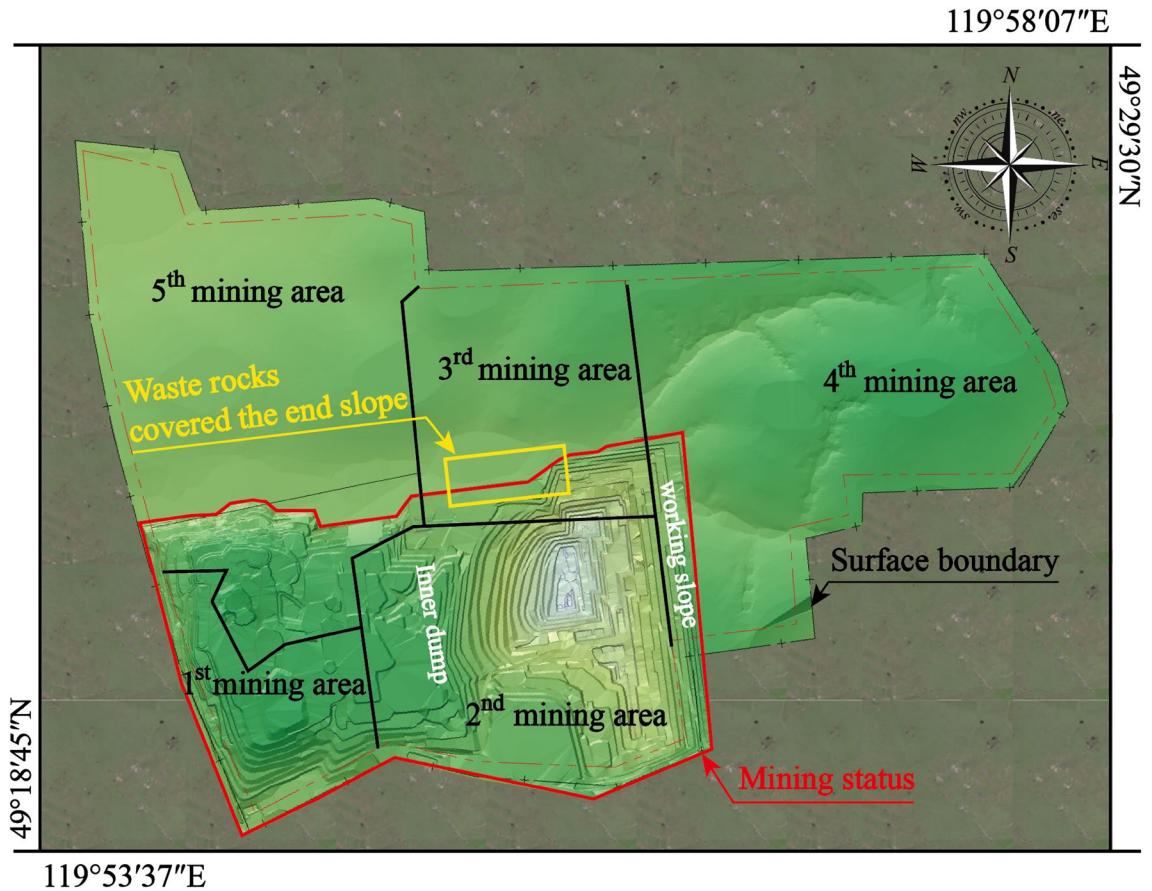 119°58′07″E
49°29′30″N
N
nw
ne
W
E
sw
se
S
5th mining area
3rd mining area
4th mining area
Waste rocks
covered the end slope
working slope
Surface boundary
Inner dump
1st mining area
2nd mining area
Mining status
49°18′45″N
119°53′37″E